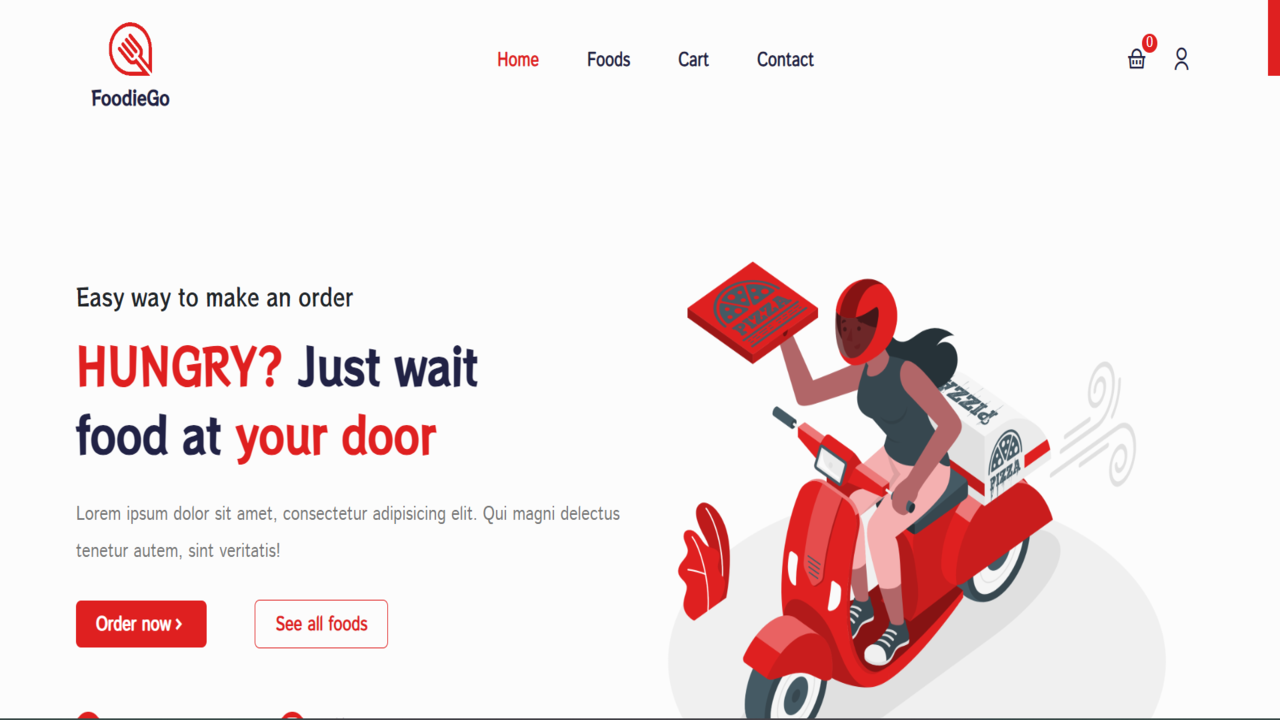 FoodieGo
Home Foods Cart Contact
0
Easy way to make an order
HUNGRY? Just wait
food at your door
Lorem ipsum dolor sit amet, consectetur adipisicing elit. Qui magni delectus
tenetur autem, sint veritatis!
Order now ›
See all foods
PIZZA
PIZZA